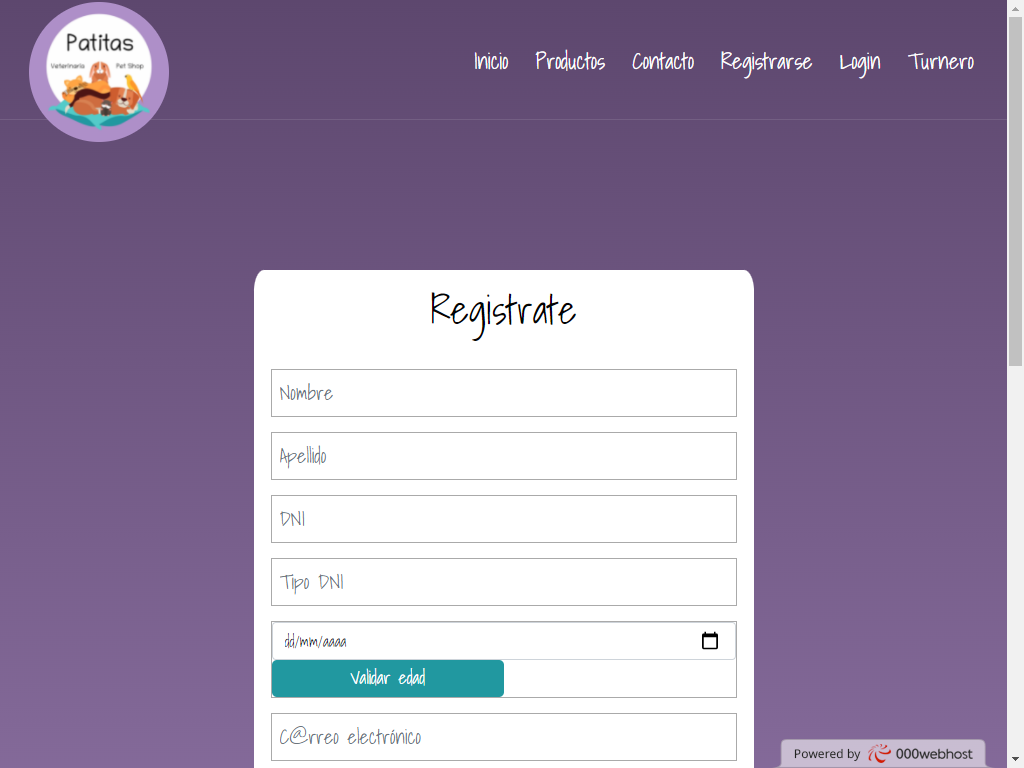 Patitas
Veterinaria Pet Shop
Inicio Productos Contacto Registrarse Login Turnero
Registrate
Nombre
Apellido
DNI
Tipo DNI
dd/mm/aaaa
Validar edad
C@rreo electrónico
Powered by 000webhost